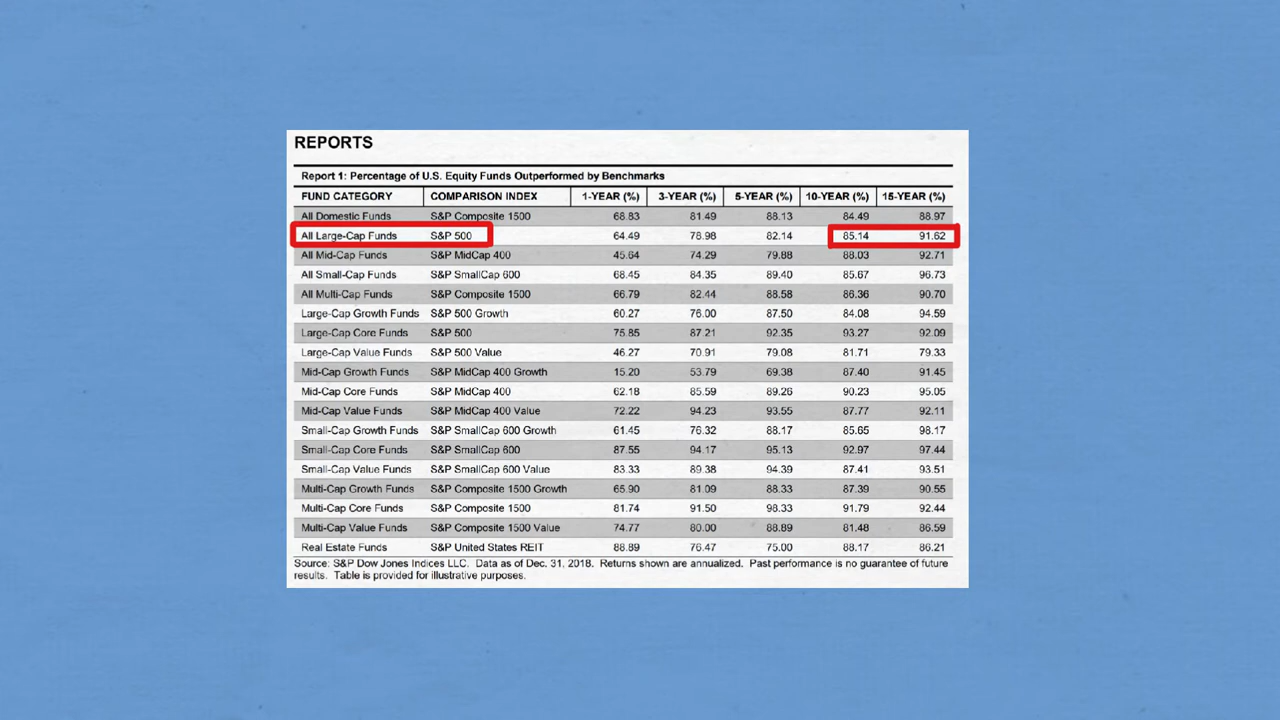 REPORTS
Report 1: Percentage of U.S. Equity Funds Outperformed by Benchmarks
FUND CATEGORY COMPARISON INDEX 1-YEAR (%) 3-YEAR (%) 5-YEAR (%) 10-YEAR (%) 15-YEAR (%)
All Domestic Funds S&P Composite 1500 68.83 81.49 88.13 84.49 88.97
All Large-Cap Funds S&P 500 64.49 78.98 82.14 85.14 91.62
All Mid-Cap Funds S&P MidCap 400 45.64 74.29 79.88 88.03 92.71
All Small-Cap Funds S&P SmallCap 600 68.45 84.35 89.40 85.67 96.73
All Multi-Cap Funds S&P Composite 1500 66.79 82.44 88.58 86.36 90.70
Large-Cap Growth Funds S&P 500 Growth 60.27 76.00 87.50 84.08 94.59
Large-Cap Core Funds S&P 500 75.85 87.21 92.35 93.27 92.09
Large-Cap Value Funds S&P 500 Value 46.27 70.91 79.08 81.71 79.33
Mid-Cap Growth Funds S&P MidCap 400 Growth 15.20 53.79 69.38 87.40 91.45
Mid-Cap Core Funds S&P MidCap 400 62.18 85.59 89.26 90.23 95.05
Mid-Cap Value Funds S&P MidCap 400 Value 72.22 94.23 93.55 87.77 92.11
Small-Cap Growth Funds S&P SmallCap 600 Growth 61.45 76.32 88.17 85.65 98.17
Small-Cap Core Funds S&P SmallCap 600 87.55 94.17 95.13 92.97 97.44
Small-Cap Value Funds S&P SmallCap 600 Value 83.33 89.38 94.39 87.41 93.51
Multi-Cap Growth Funds S&P Composite 1500 Growth 65.90 81.09 88.33 87.39 90.55
Multi-Cap Core Funds S&P Composite 1500 81.74 91.50 98.33 91.79 92.44
Multi-Cap Value Funds S&P Composite 1500 Value 74.77 80.00 88.89 81.48 86.59
Real Estate Funds S&P United States REIT 88.89 76.47 75.00 88.17 86.21
Source: S&P Dow Jones Indices LLC. Data as of Dec. 31, 2018. Returns shown are annualized. Past performance is no guarantee of future
results. Table is provided for illustrative purposes.